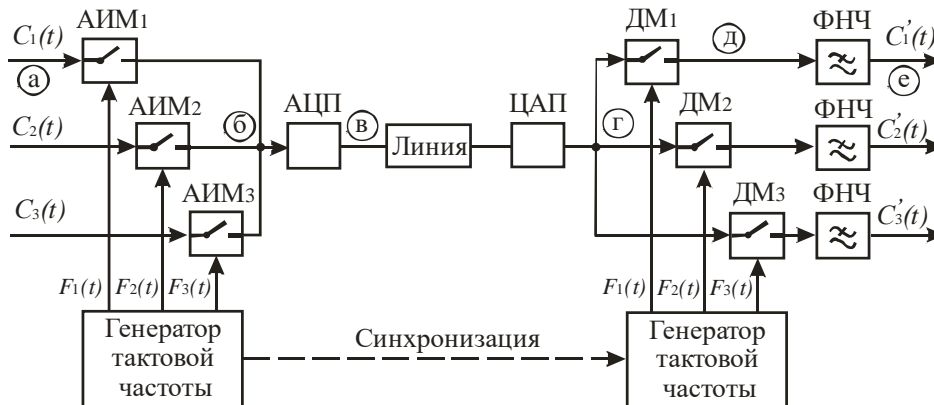 АИМ1
ДМ1
ФНЧ
C1(t)
C'1(t)
а
д
е
АИМ2
АЦП
ЦАП
ДМ2
ФНЧ
C2(t)
б
в
г
C'2(t)
Линия
АИМ3
ДМ3
ФНЧ
C3(t)
C'3(t)
F1(t) F2(t) F3(t)
F1(t) F2(t) F3(t)
Генератор
тактовой
частоты
Синхронизация
Генератор
тактовой
частоты